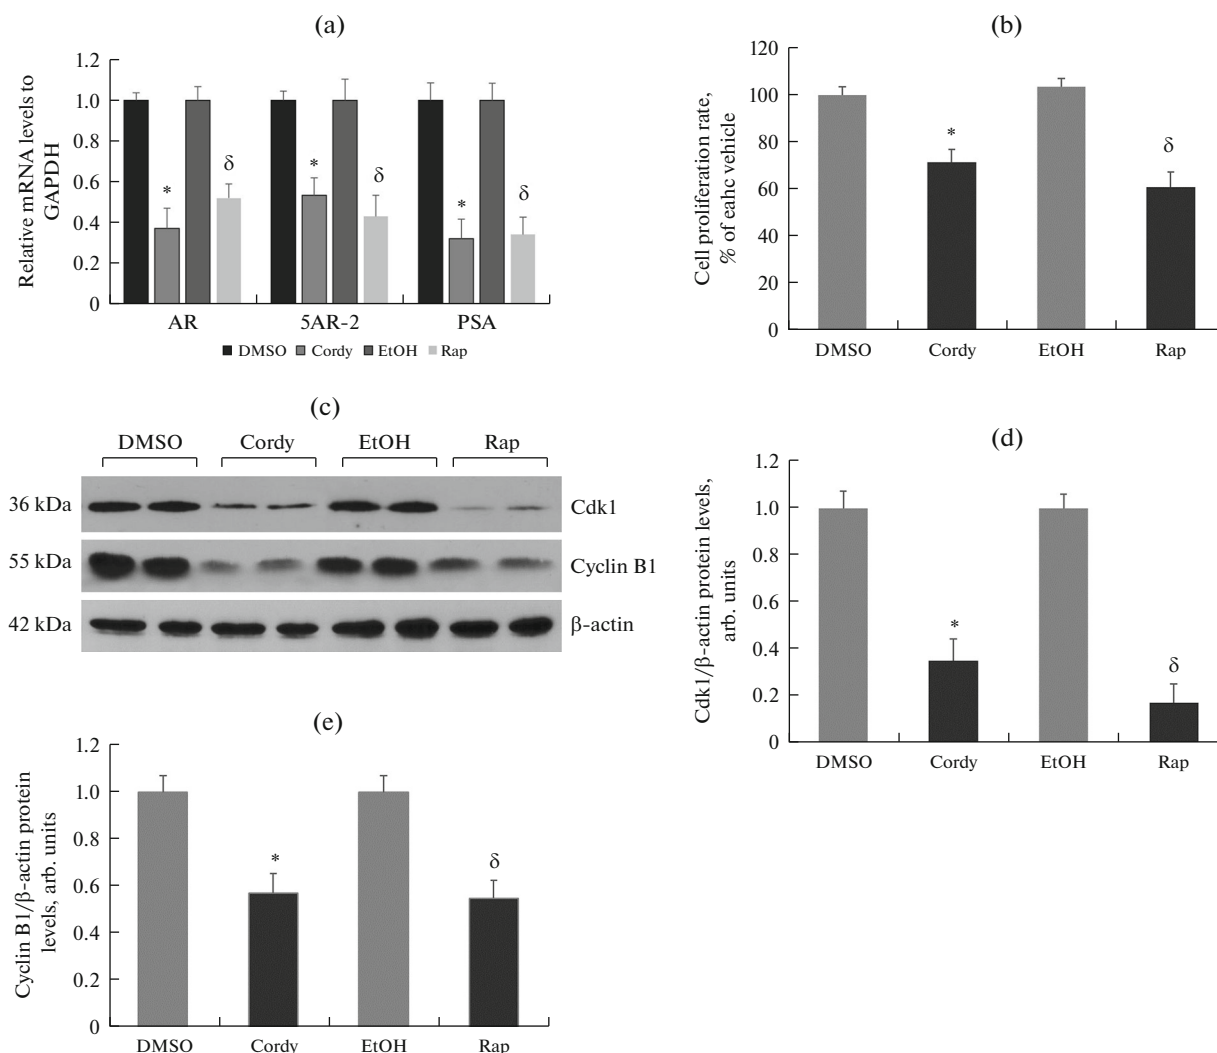 (a)
Relative mRNA levels to
GAPDH
1.2
1.0
0.8
0.6
0.4
0.2
0
* δ * δ * δ
AR 5AR-2 PSA
DMSO Cordy EtOH Rap
(b)
Cell proliferation rate,
% of eahc vehicle
120
100
80
60
40
20
0
* δ
DMSO Cordy EtOH Rap
(c)
DMSO Cordy EtOH Rap
36 kDa Cdk1
55 kDa Cyclin B1
42 kDa β-actin
(d)
Cdk1/β-actin protein levels,
arb. units
1.2
1.0
0.8
0.6
0.4
0.2
0
* δ
DMSO Cordy EtOH Rap
(e)
Cyclin B1/β-actin protein
levels, arb. units
1.2
1.0
0.8
0.6
0.4
0.2
0
* δ
DMSO Cordy EtOH Rap